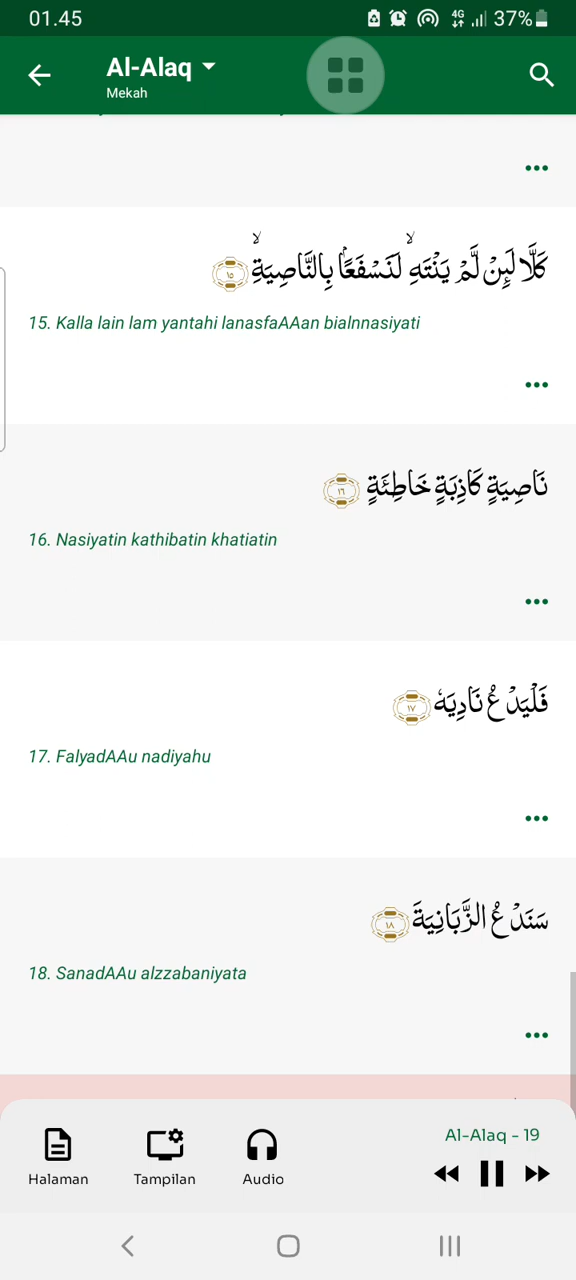 01.45
4G 37%
Al-Alaq
Mekah
كَلَّا لَىِٕنْ لَّمْ يَنْتَهِ ەۙ لَنَسْفَعًاۢ بِالنَّاصِيَةِۙ ١٥
15. Kalla lain lam yantahi lanasfaAAan bialnnasiyati
نَاصِيَةٍ كَاذِبَةٍ خَاطِئَةٍ ١٦
16. Nasiyatin kathibatin khatiatin
فَلْيَدْعُ نَادِيَهٗ ١٧
17. FalyadAAu nadiyahu
سَنَدْعُ الزَّبَانِيَةَ ١٨
18. SanadAAu alzzabaniyata
Al-Alaq - 19
Halaman
Tampilan
Audio